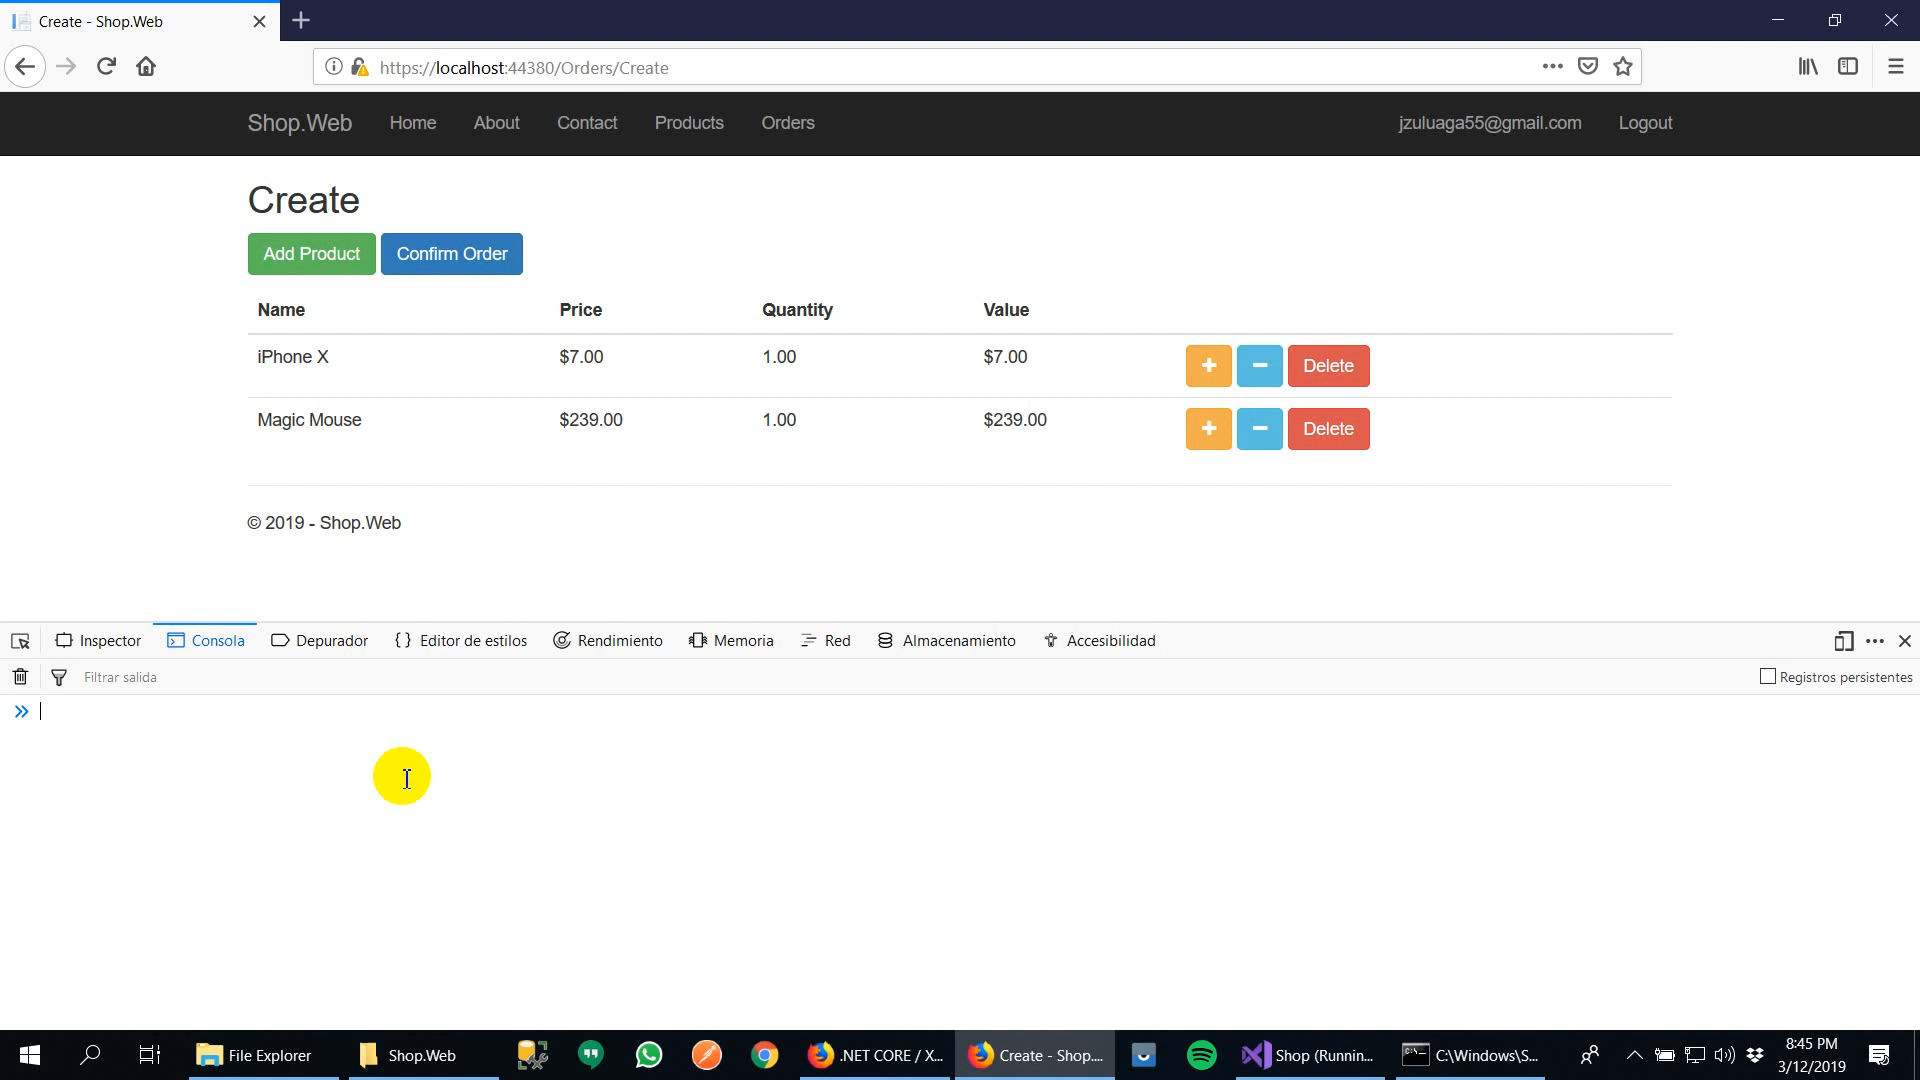 Create - Shop.Web
https://localhost:44380/Orders/Create
Shop.Web Home About Contact Products Orders jzuluaga55@gmail.com Logout
Create
Add Product Confirm Order
Name Price Quantity Value
iPhone X $7.00 1.00 $7.00 Delete
Magic Mouse $239.00 1.00 $239.00 Delete
© 2019 - Shop.Web
Inspector Consola Depurador Editor de estilos Rendimiento Memoria Red Almacenamiento Accesibilidad
Filtrar salida Registros persistentes
File Explorer Shop.Web .NET CORE / X... Create - Shop.... Shop (Runnin... C:\Windows\S... 8:45 PM
3/12/2019